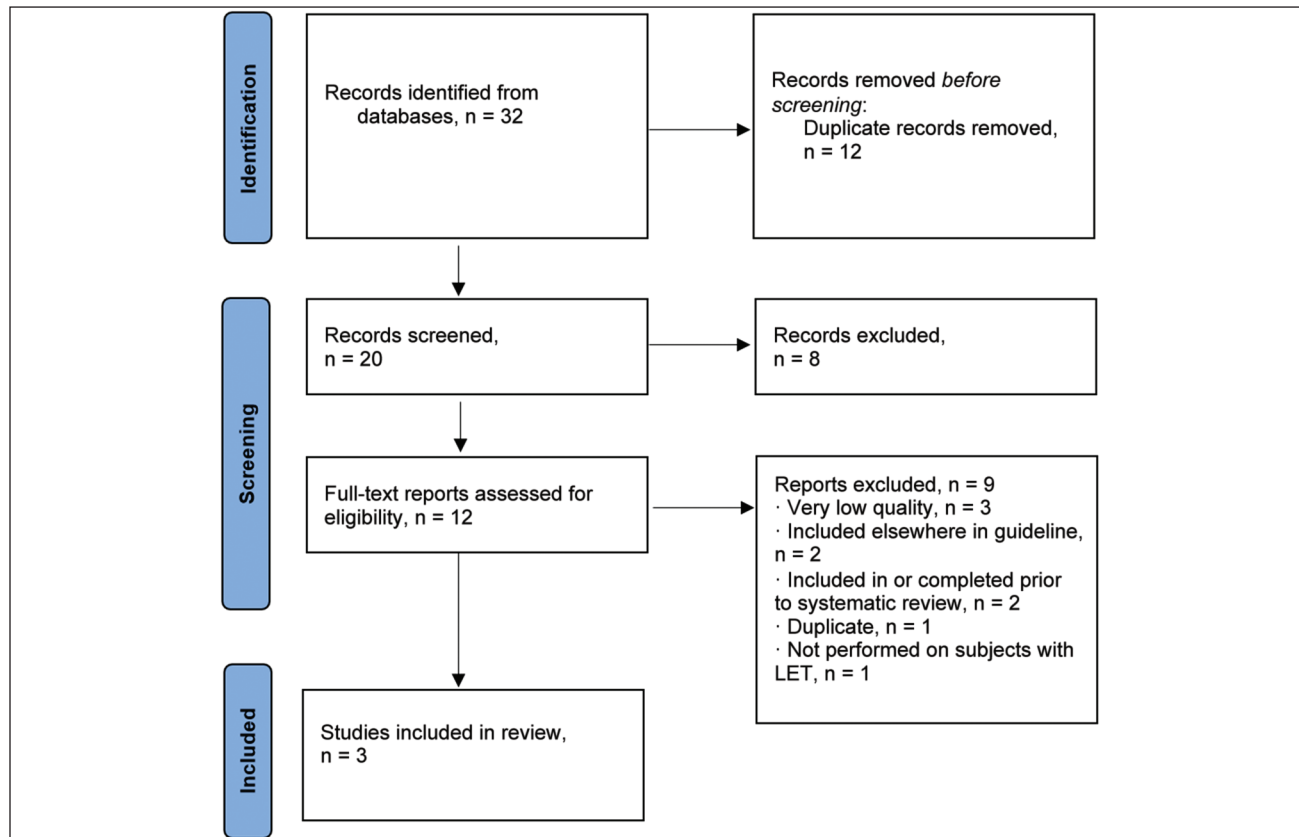 Identification
Records identified from
databases, n = 32
Records removed before
screening:
Duplicate records removed,
n = 12
Screening
Records screened,
n = 20
Records excluded,
n = 8
Full-text reports assessed for
eligibility, n = 12
Reports excluded, n = 9
· Very low quality, n = 3
· Included elsewhere in guideline,
n = 2
· Included in or completed prior
to systematic review, n = 2
· Duplicate, n = 1
· Not performed on subjects with
LET, n = 1
Included
Studies included in review,
n = 3